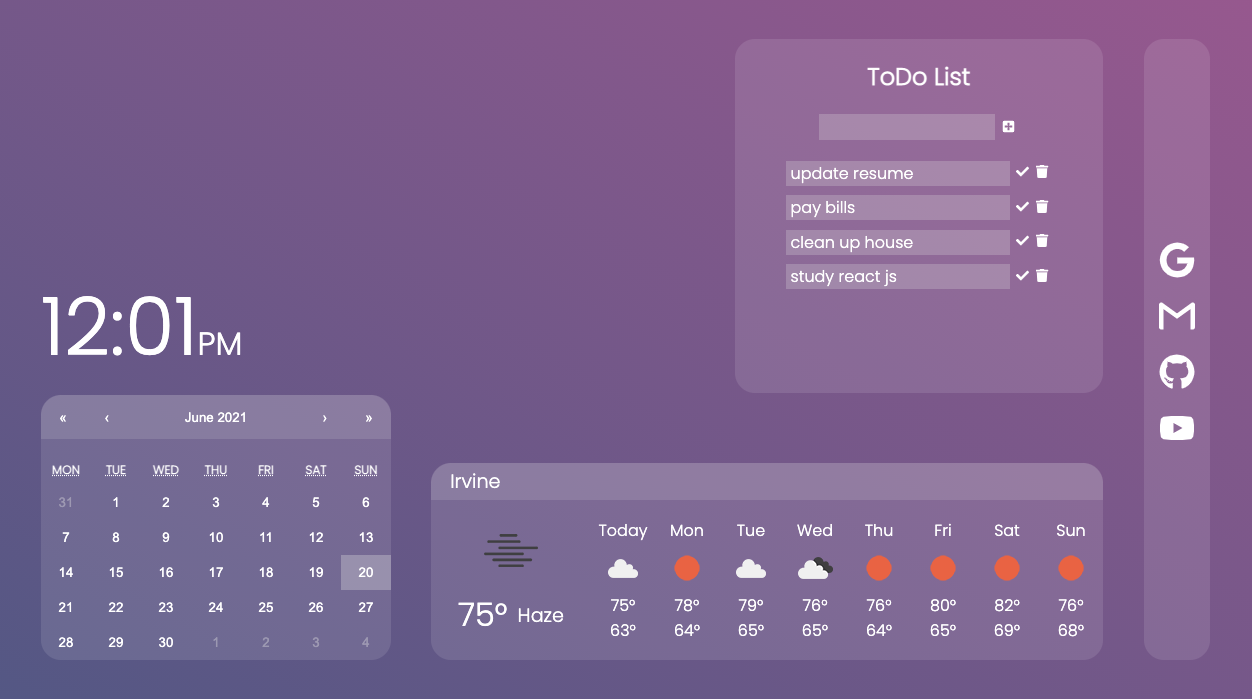 ToDo List
update resume
pay bills
clean up house
study react js
12:01PM
« ‹ June 2021 › »
MON TUE WED THU FRI SAT SUN
31 1 2 3 4 5 6
7 8 9 10 11 12 13
14 15 16 17 18 19 20
21 22 23 24 25 26 27
28 29 30 1 2 3 4
Irvine
Today Mon Tue Wed Thu Fri Sat Sun
75° Haze
75° 78° 79° 76° 76° 80° 82° 76°
63° 64° 65° 65° 64° 65° 69° 68°